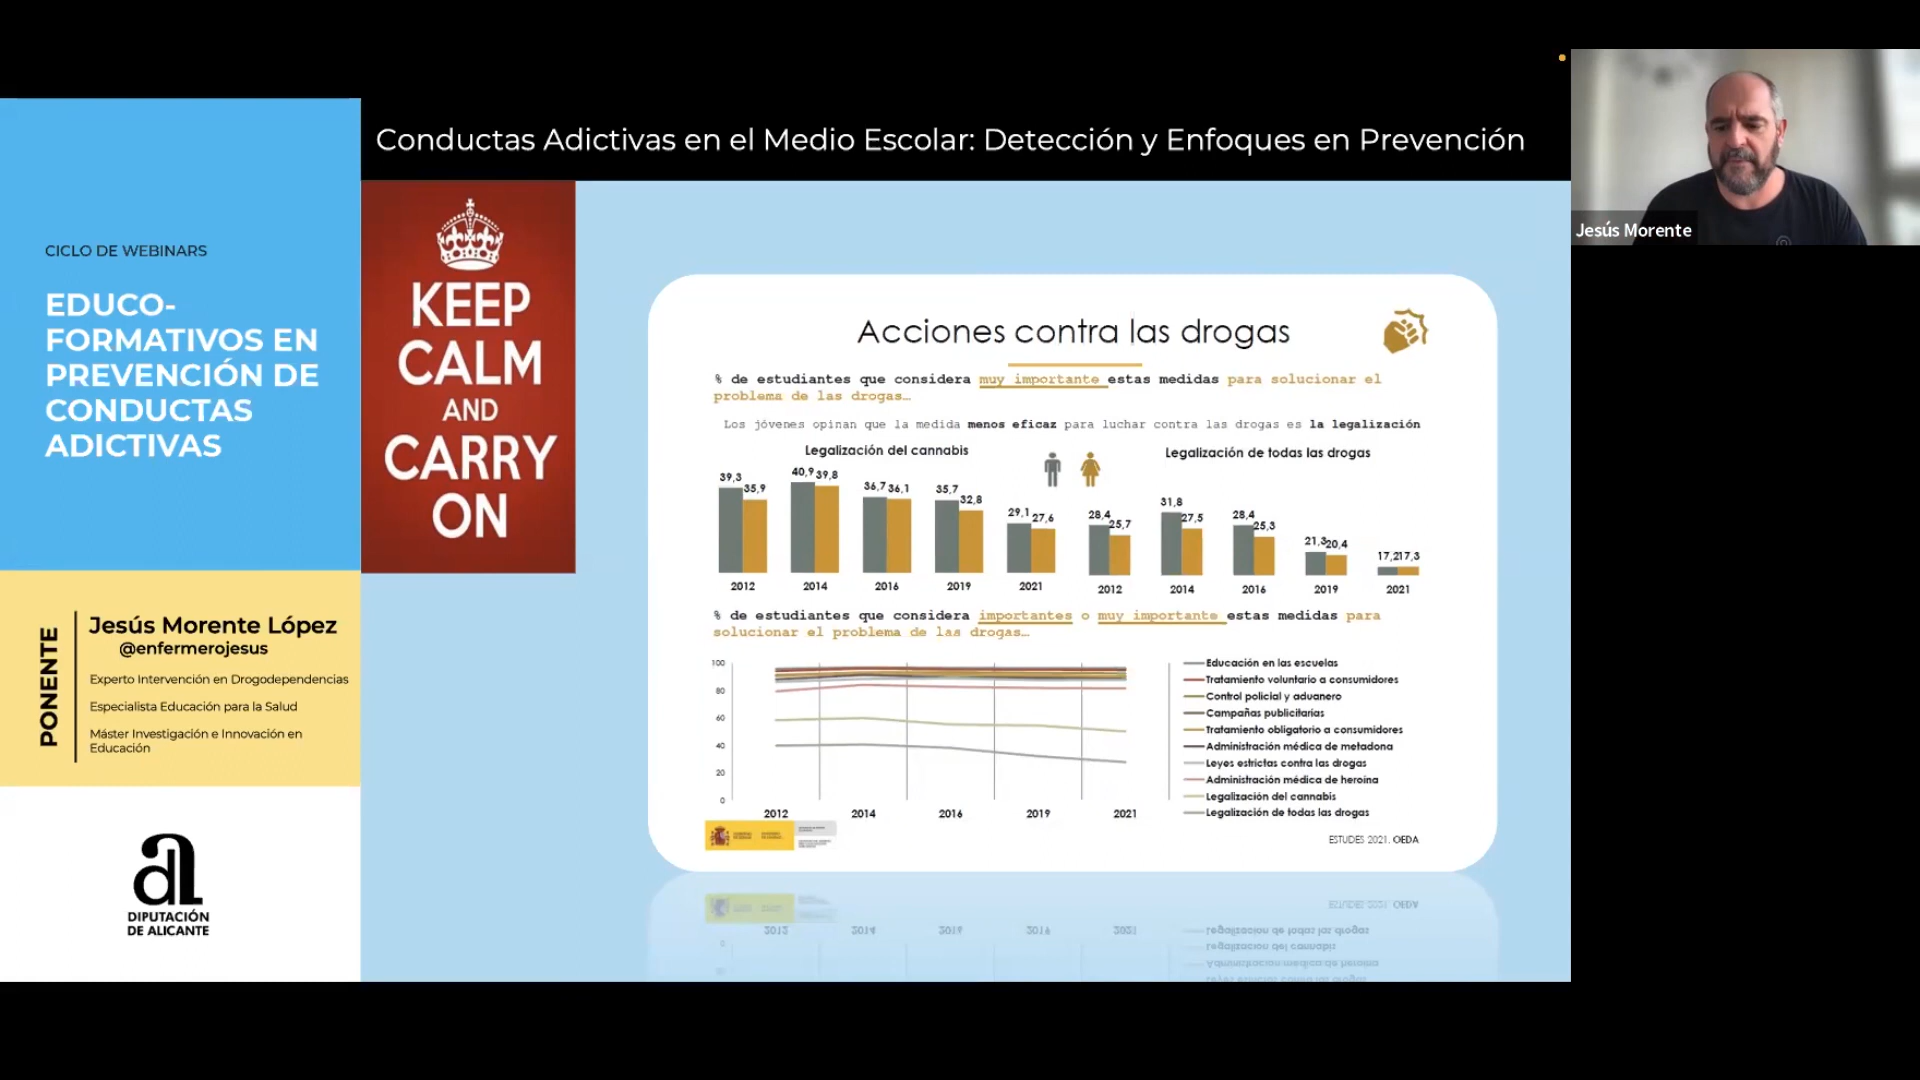 Conductas Adictivas en el Medio Escolar: Detección y Enfoques en Prevención
Jesús Morente
CICLO DE WEBINARS
EDUCO-
FORMATIVOS EN
PREVENCIÓN DE
CONDUCTAS
ADICTIVAS
PONENTE
Jesús Morente López
@enfermerojesus
Experto Intervención en Drogodependencias
Especialista Educación para la Salud
Máster Investigación e Innovación en
Educación
DIPUTACIÓN
DE ALICANTE
KEEP
CALM
AND
CARRY
ON
Acciones contra las drogas
% de estudiantes que considera muy importante estas medidas para solucionar el
problema de las drogas…
Los jóvenes opinan que la medida menos eficaz para luchar contra las drogas es la legalización
Legalización del cannabis
39,3 35,9 40,9 39,8 36,7 36,1 35,7 32,8 29,1 27,6
2012 2014 2016 2019 2021
Legalización de todas las drogas
28,4 25,7 31,8 27,5 28,4 25,3 21,3 20,4 17,2 17,3
2012 2014 2016 2019 2021
% de estudiantes que considera importantes o muy importante estas medidas para
solucionar el problema de las drogas…
100
80
60
40
20
0
2012 2014 2016 2019 2021
Educación en las escuelas
Tratamiento voluntario a consumidores
Control policial y aduanero
Campañas publicitarias
Tratamiento obligatorio a consumidores
Administración médica de metadona
Leyes estrictas contra las drogas
Administración médica de heroína
Legalización del cannabis
Legalización de todas las drogas
ESTUDES 2021. OEDA